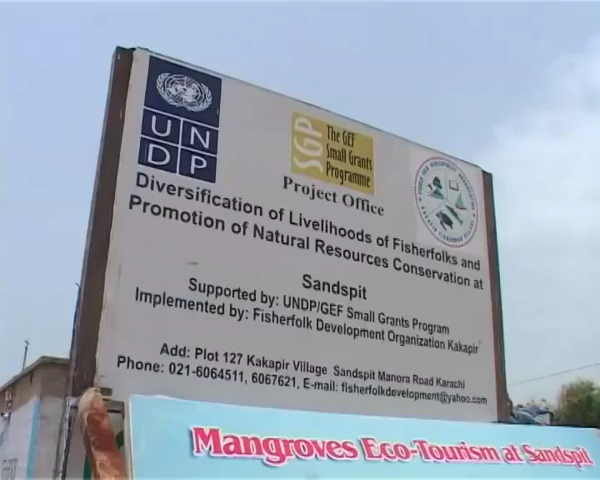 UN
DP
SGP
The GEF
Small Grants
Programme
Project Office
Diversification of Livelihoods of Fisherfolks and
Promotion of Natural Resources Conservation at
Sandspit
Supported by: UNDP/GEF Small Grants Program
Implemented by: Fisherfolk Development Organization Kakapir
Add: Plot 127 Kakapir Village Sandspit Manora Road Karachi
Phone: 021-6064511, 6067621, E-mail: fisherfolkdevelopment@yahoo.com
Mangroves Eco-Tourism at Sandspit